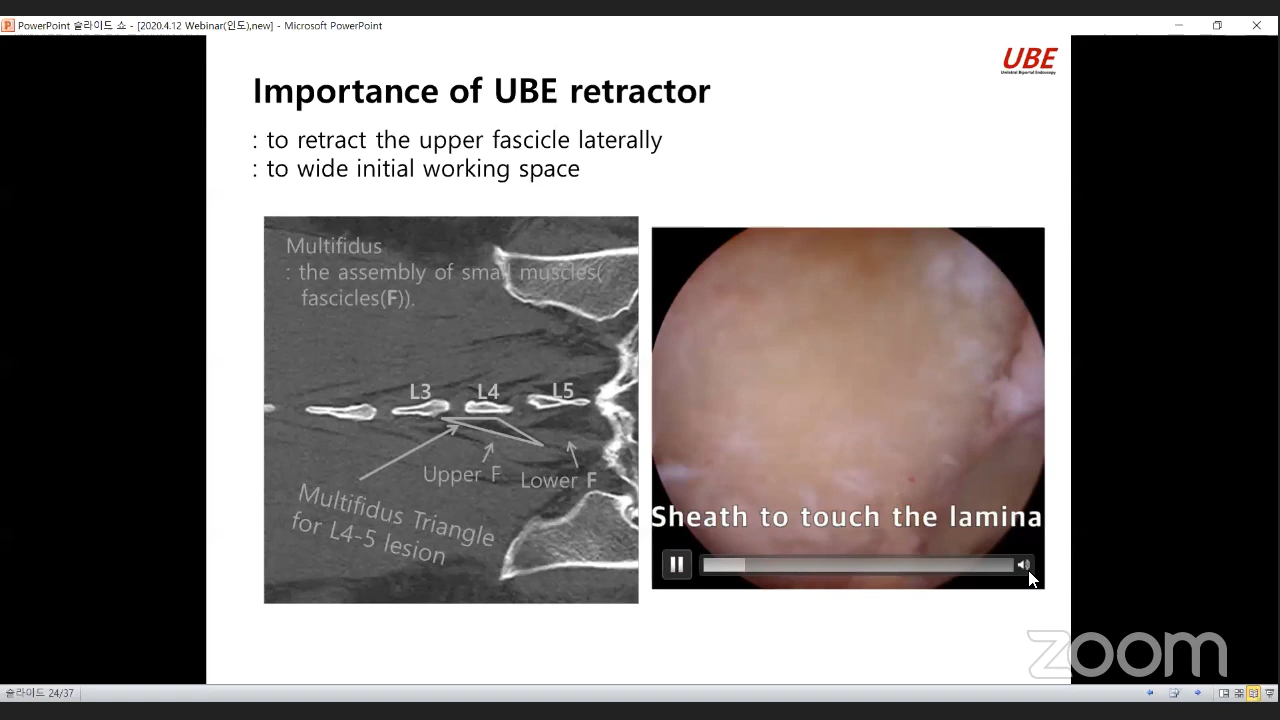 PowerPoint 슬라이드 쇼 - [2020.4.12 Webinar(인도),new] - Microsoft PowerPoint
UBE
Unilateral Biportal Endoscopy
Importance of UBE retractor
: to retract the upper fascicle laterally
: to wide initial working space
Multifidus
: the assembly of small muscles(
fascicles(F)).
L3 L4 L5
Upper F
Lower F
Multifidus Triangle
for L4-5 lesion
Sheath to touch the lamina
zoom
슬라이드 24/37